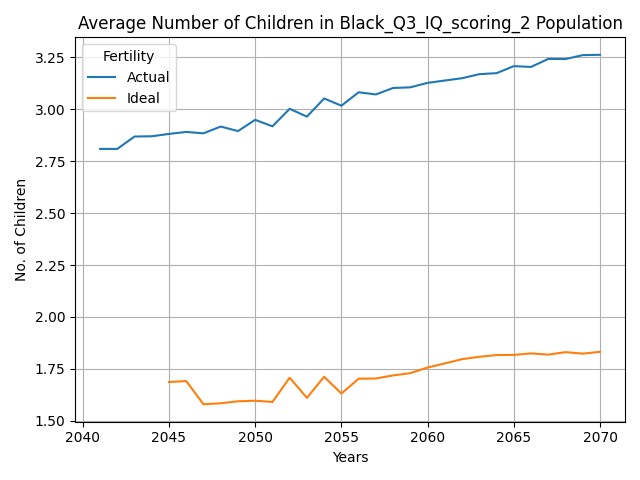 Average Number of Children in Black_Q3_IQ_scoring_2 Population
Fertility
Actual
Ideal
3.25
3.00
2.75
2.50
2.25
2.00
1.75
1.50
No. of Children
2040 2045 2050 2055 2060 2065 2070
Years